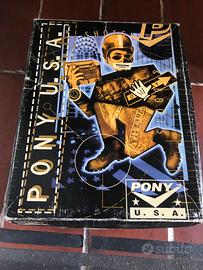 PONY U.S.A.
PONY
U. S. A.
subito